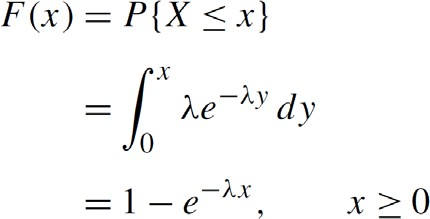 F(x) = P{X ≤ x}
= ∫₀ˣ λe^{−λy} dy
= 1 − e^{−λx}, x ≥ 0